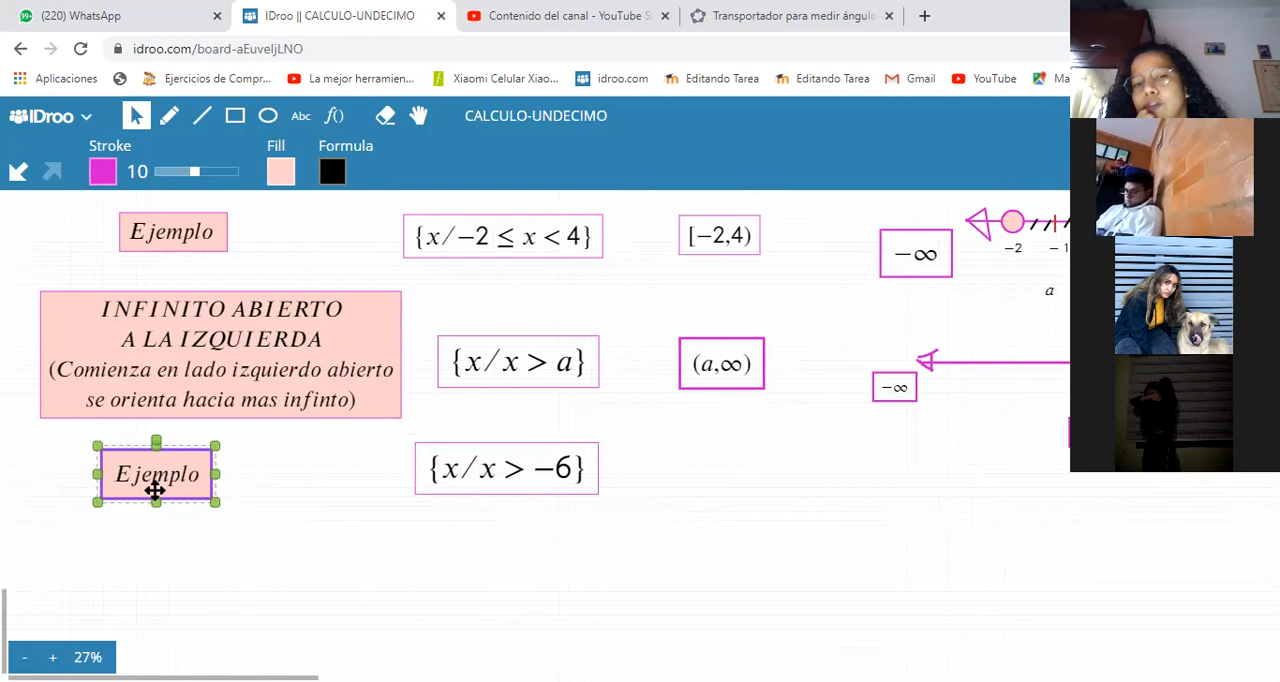 (220) WhatsApp
IDroo || CALCULO-UNDECIMO
Contenido del canal - YouTube S
Transportador para medir ángulo
idroo.com/board-aEuveljLNO
Aplicaciones
Ejercicios de Compr...
La mejor herramien...
Xiaomi Celular Xiao...
idroo.com
Editando Tarea
Editando Tarea
Gmail
YouTube
Ma
IDroo
Abc
f()
CALCULO-UNDECIMO
Stroke
10
Fill
Formula
Ejemplo
{x/−2 ≤ x < 4}
[−2,4)
−∞
−2
−1
a
INFINITO ABIERTO
A LA IZQUIERDA
(Comienza en lado izquierdo abierto
se orienta hacia mas infinto)
{x/x > a}
(a,∞)
−∞
Ejemplo
{x/x > −6}
- + 27%